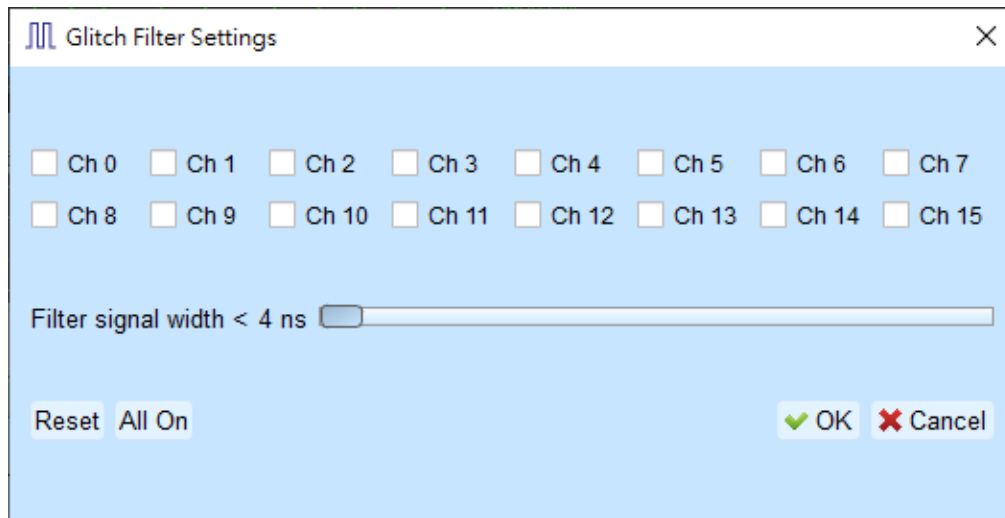 Glitch Filter Settings
Ch 0 Ch 1 Ch 2 Ch 3 Ch 4 Ch 5 Ch 6 Ch 7
Ch 8 Ch 9 Ch 10 Ch 11 Ch 12 Ch 13 Ch 14 Ch 15
Filter signal width < 4 ns
Reset All On OK Cancel